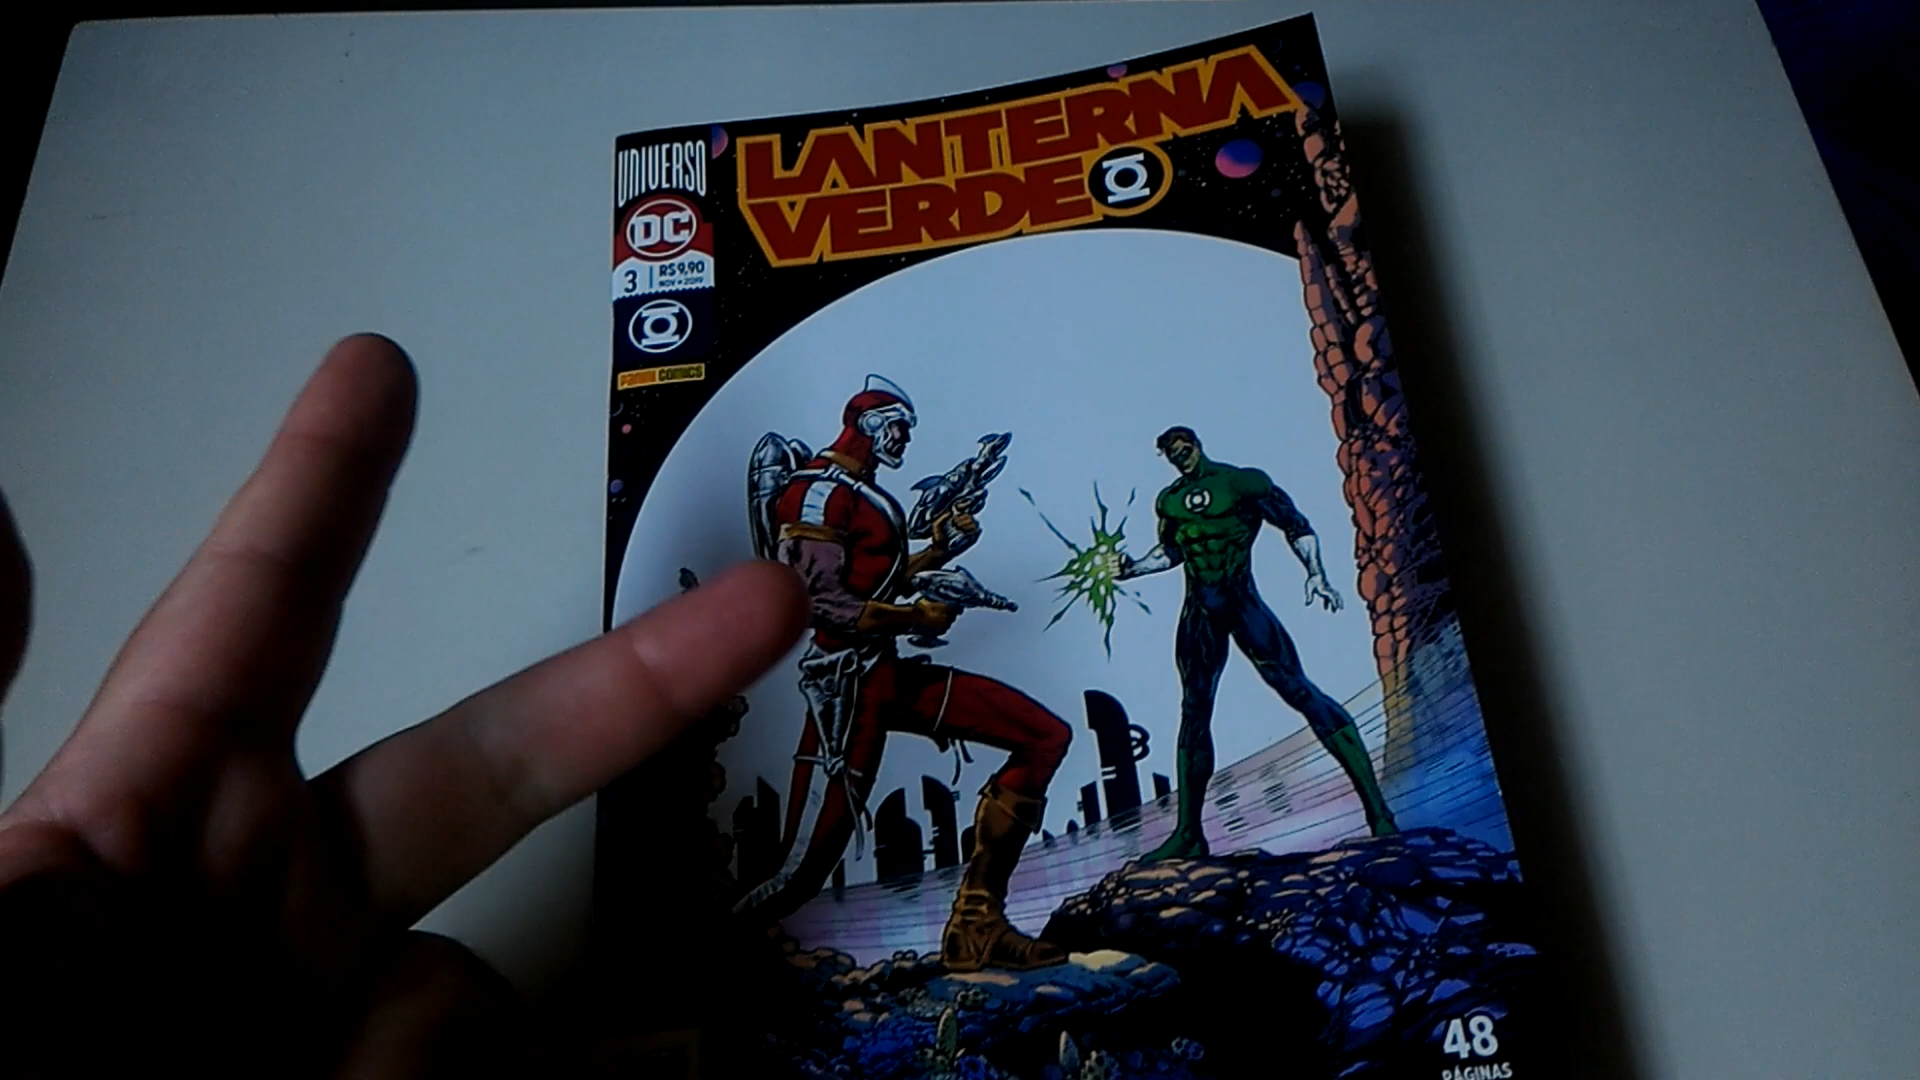 LANTERNA
VERDE
UNIVERSO
DC
3 R$9,90
NOV • 2019
PANINI COMICS
48
PÁGINAS